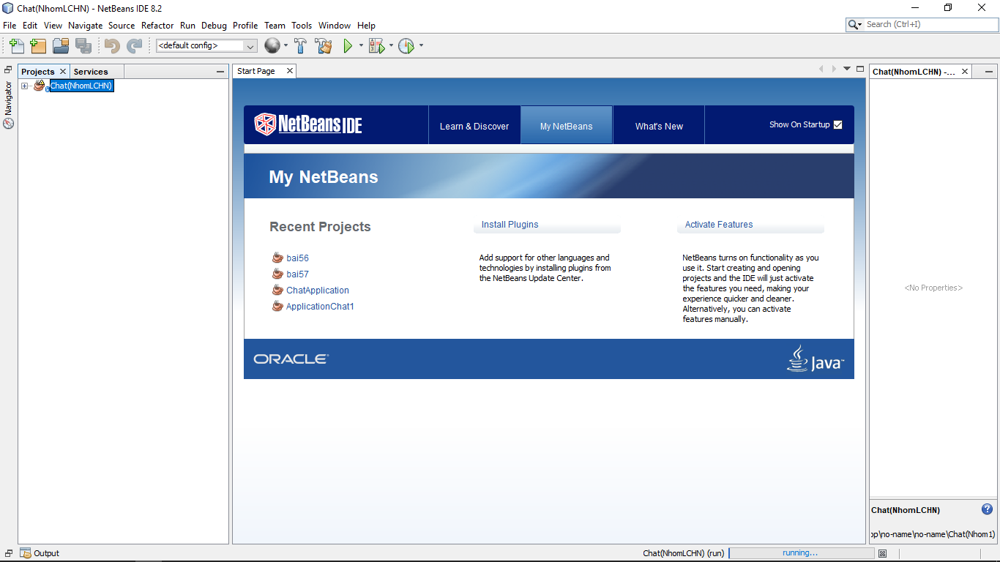 Chat(NhomLCHN) - NetBeans IDE 8.2
File Edit View Navigate Source Refactor Run Debug Profile Team Tools Window Help
Search (Ctrl+I)
<default config>
Navigator
Projects
Services
Chat(NhomLCHN)
Start Page
NetBeans IDE
Learn & Discover
My NetBeans
What's New
Show On Startup
My NetBeans
Recent Projects
bai56
bai57
ChatApplication
ApplicationChat1
Install Plugins
Add support for other languages and
technologies by installing plugins from
the NetBeans Update Center.
Activate Features
NetBeans turns on functionality as you
use it. Start creating and opening
projects and the IDE will just activate
the features you need, making your
experience quicker and cleaner.
Alternatively, you can activate
features manually.
ORACLE
Java™
Chat(NhomLCHN) -...
<No Properties>
Chat(NhomLCHN)
op\no-name\no-name\Chat(Nhom1)
Output
Chat(NhomLCHN) (run)
running...